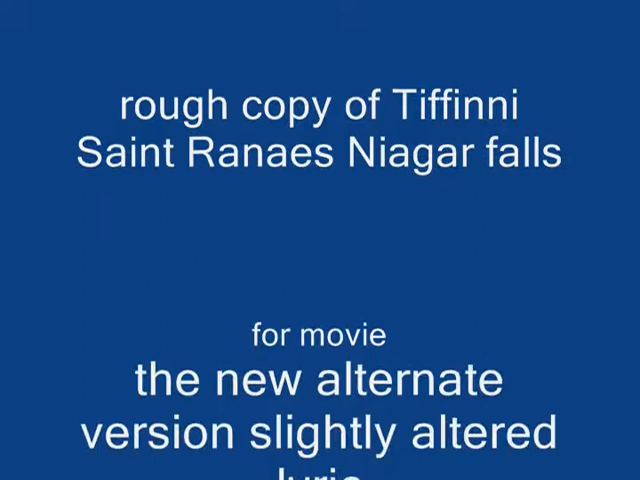 rough copy of Tiffinni
Saint Ranaes Niagar falls
for movie
the new alternate
version slightly altered